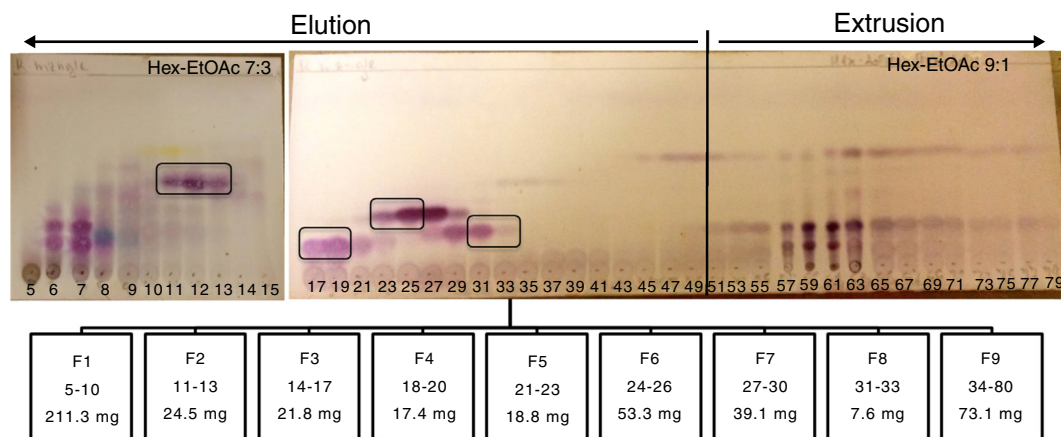 Elution
Extrusion
Hex-EtOAc 7:3
Hex-EtOAc 9:1
5 6 7 8 9 10 11 12 13 14 15
17 19 21 23 25 27 29 31 33 35 37 39 41 43 45 47 49 51 53 55 57 59 61 63 65 67 69 71 73 75 77 79
F1
5-10
211.3 mg
F2
11-13
24.5 mg
F3
14-17
21.8 mg
F4
18-20
17.4 mg
F5
21-23
18.8 mg
F6
24-26
53.3 mg
F7
27-30
39.1 mg
F8
31-33
7.6 mg
F9
34-80
73.1 mg